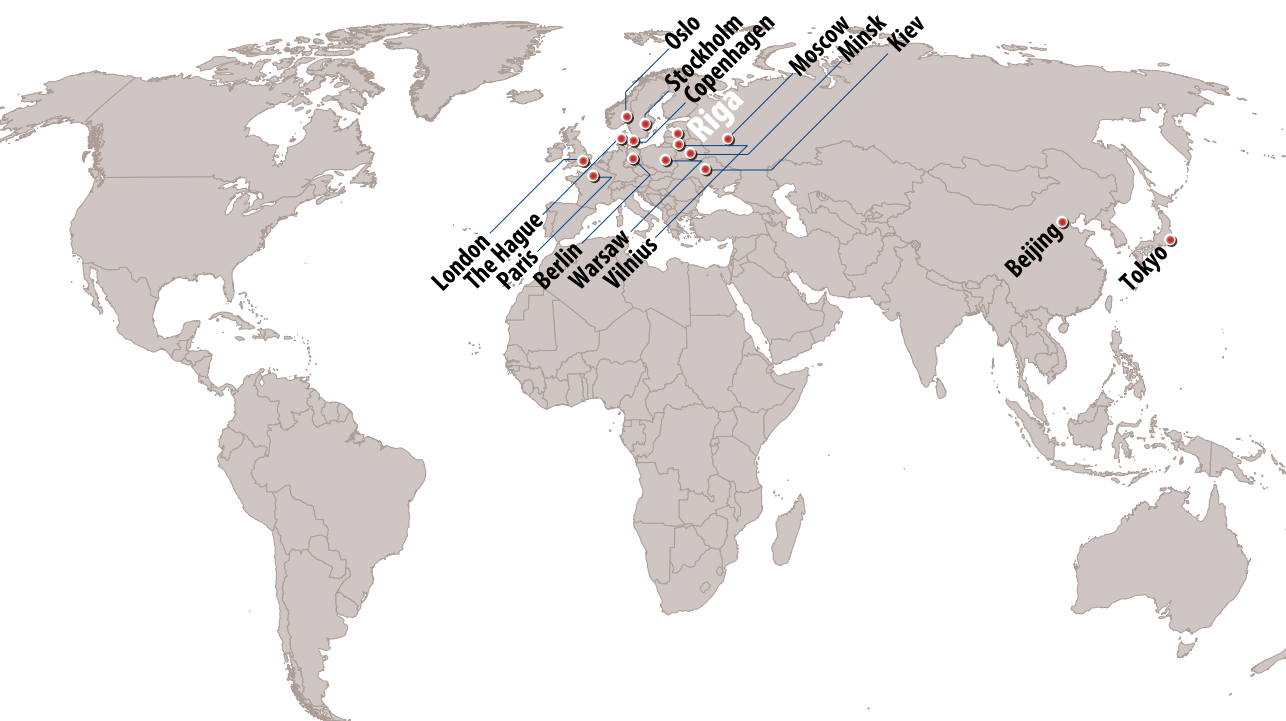 Oslo
Stockholm
Copenhagen
Riga
Moscow
Minsk
Kiev
London
The Hague
Paris
Berlin
Warsaw
Vilnius
Beijing
Tokyo